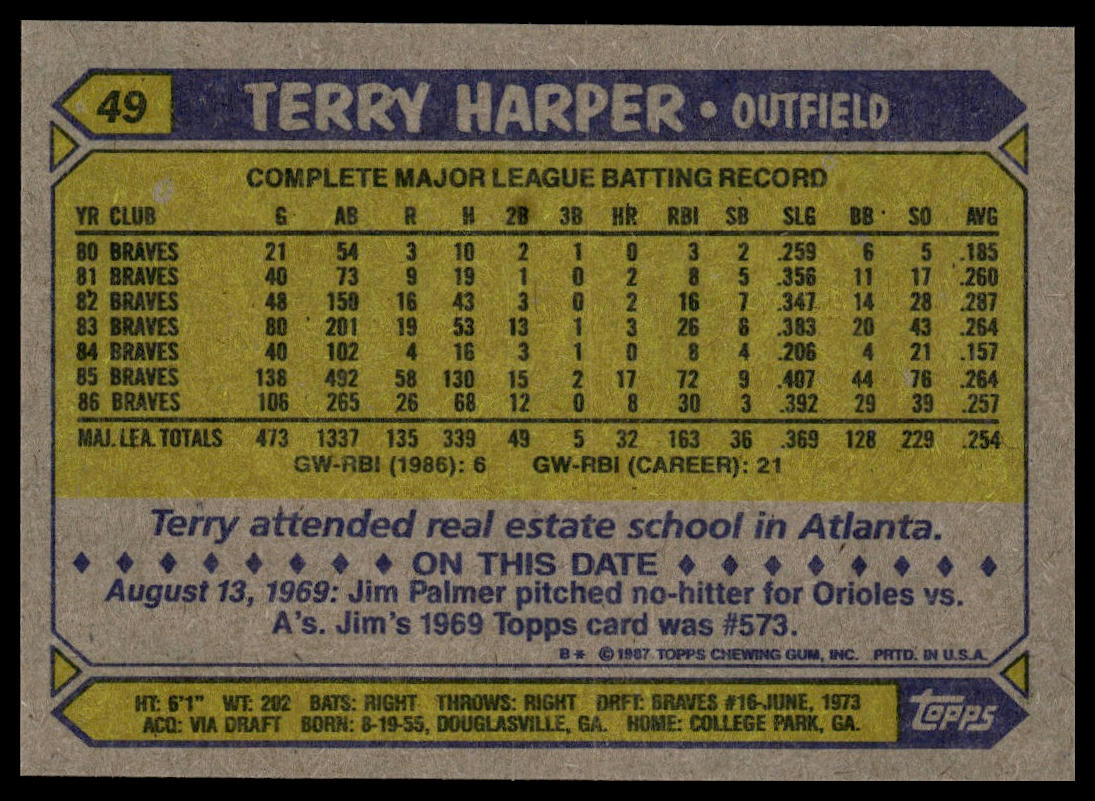 49 TERRY HARPER • OUTFIELD
COMPLETE MAJOR LEAGUE BATTING RECORD
YR CLUB G AB R H 2B 3B HR RBI SB SLG BB SO AVG
80 BRAVES 21 54 3 10 2 1 0 3 2 .259 6 5 .185
81 BRAVES 40 73 9 19 1 0 2 8 5 .356 11 17 .260
82 BRAVES 48 150 16 43 3 0 2 16 7 .347 14 28 .287
83 BRAVES 80 201 19 53 13 1 3 26 6 .383 20 43 .264
84 BRAVES 40 102 4 16 3 1 0 8 4 .206 4 21 .157
85 BRAVES 138 492 58 130 15 2 17 72 9 .407 44 76 .264
86 BRAVES 106 265 26 68 12 0 8 30 3 .392 29 39 .257
MAJ. LEA. TOTALS 473 1337 135 339 49 5 32 163 36 .369 128 229 .254
GW-RBI (1986): 6 GW-RBI (CAREER): 21
Terry attended real estate school in Atlanta.
♦ ♦ ♦ ♦ ♦ ♦ ♦ ♦ ON THIS DATE ♦ ♦ ♦ ♦ ♦ ♦ ♦ ♦
August 13, 1969: Jim Palmer pitched no-hitter for Orioles vs.
A's. Jim's 1969 Topps card was #573.
B* © 1987 TOPPS CHEWING GUM, INC. PRTD. IN U.S.A.
HT: 6'1" WT: 202 BATS: RIGHT THROWS: RIGHT DRFT: BRAVES #16-JUNE, 1973
ACQ: VIA DRAFT BORN: 8-19-55, DOUGLASVILLE, GA. HOME: COLLEGE PARK, GA.
Topps